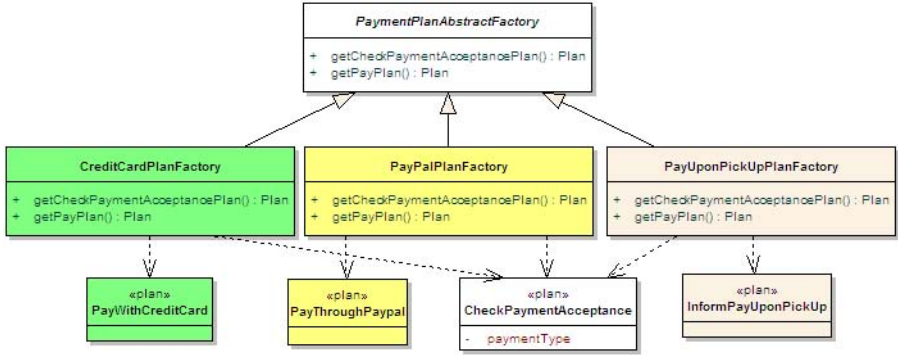 PaymentPlanAbstractFactory
+ getCheckPaymentAcceptancePlan() : Plan
+ getPayPlan() : Plan
CreditCardPlanFactory
+ getCheckPaymentAcceptancePlan() : Plan
+ getPayPlan() : Plan
PayPalPlanFactory
+ getCheckPaymentAcceptancePlan() : Plan
+ getPayPlan() : Plan
PayUponPickUpPlanFactory
+ getCheckPaymentAcceptancePlan() : Plan
+ getPayPlan() : Plan
«plan»
PayWithCreditCard
«plan»
PayThroughPaypal
«plan»
CheckPaymentAcceptance
- paymentType
«plan»
InformPayUponPickUp